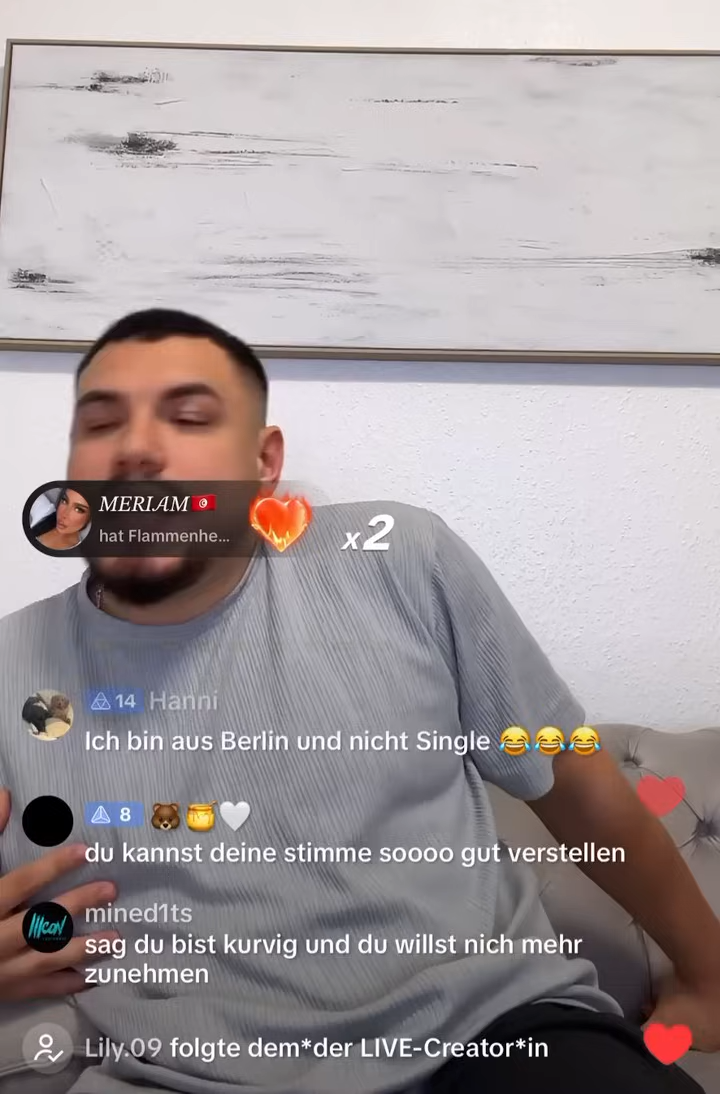 MERIAM🇹🇳
hat Flammenhe...
x2
14 Hanni
Ich bin aus Berlin und nicht Single 😂😂😂
8 🐻🍯🤍
du kannst deine stimme soooo gut verstellen
mined1ts
sag du bist kurvig und du willst nich mehr
zunehmen
Lily.09 folgte dem*der LIVE-Creator*in